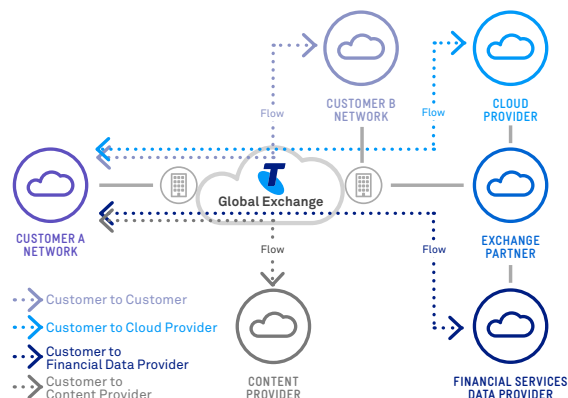 Flow
CUSTOMER B
NETWORK
Flow
CLOUD
PROVIDER
T
Global Exchange
CUSTOMER A
NETWORK
EXCHANGE
PARTNER
Flow
Flow
Customer to Customer
Customer to Cloud Provider
Customer to
Financial Data Provider
Customer to
Content Provider
CONTENT
PROVIDER
FINANCIAL SERVICES
DATA PROVIDER